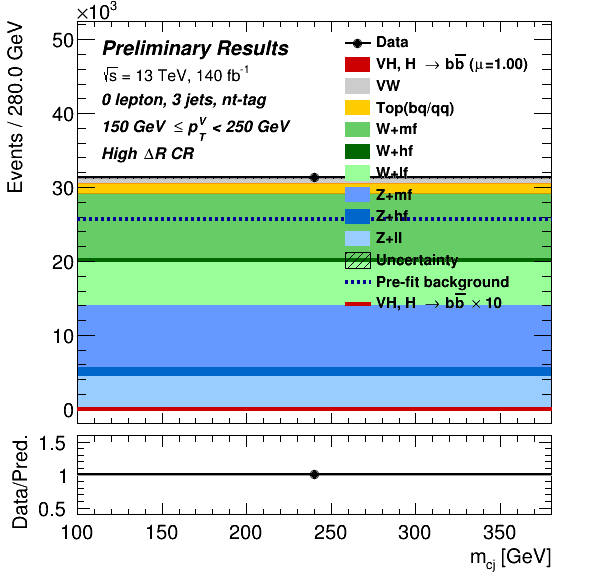 ×10³
Events / 280.0 GeV
50
40
30
20
10
0
Preliminary Results
√s = 13 TeV, 140 fb⁻¹
0 lepton, 3 jets, nt-tag
150 GeV ≤ p_T^V < 250 GeV
High ΔR CR
Data
VH, H → bb̅ (μ=1.00)
VW
Top(bq/qq)
W+mf
W+hf
W+lf
Z+mf
Z+hf
Z+ll
Uncertainty
Pre-fit background
VH, H → bb̅ × 10
Data/Pred.
1.5
1
0.5
100 150 200 250 300 350
m_cj [GeV]